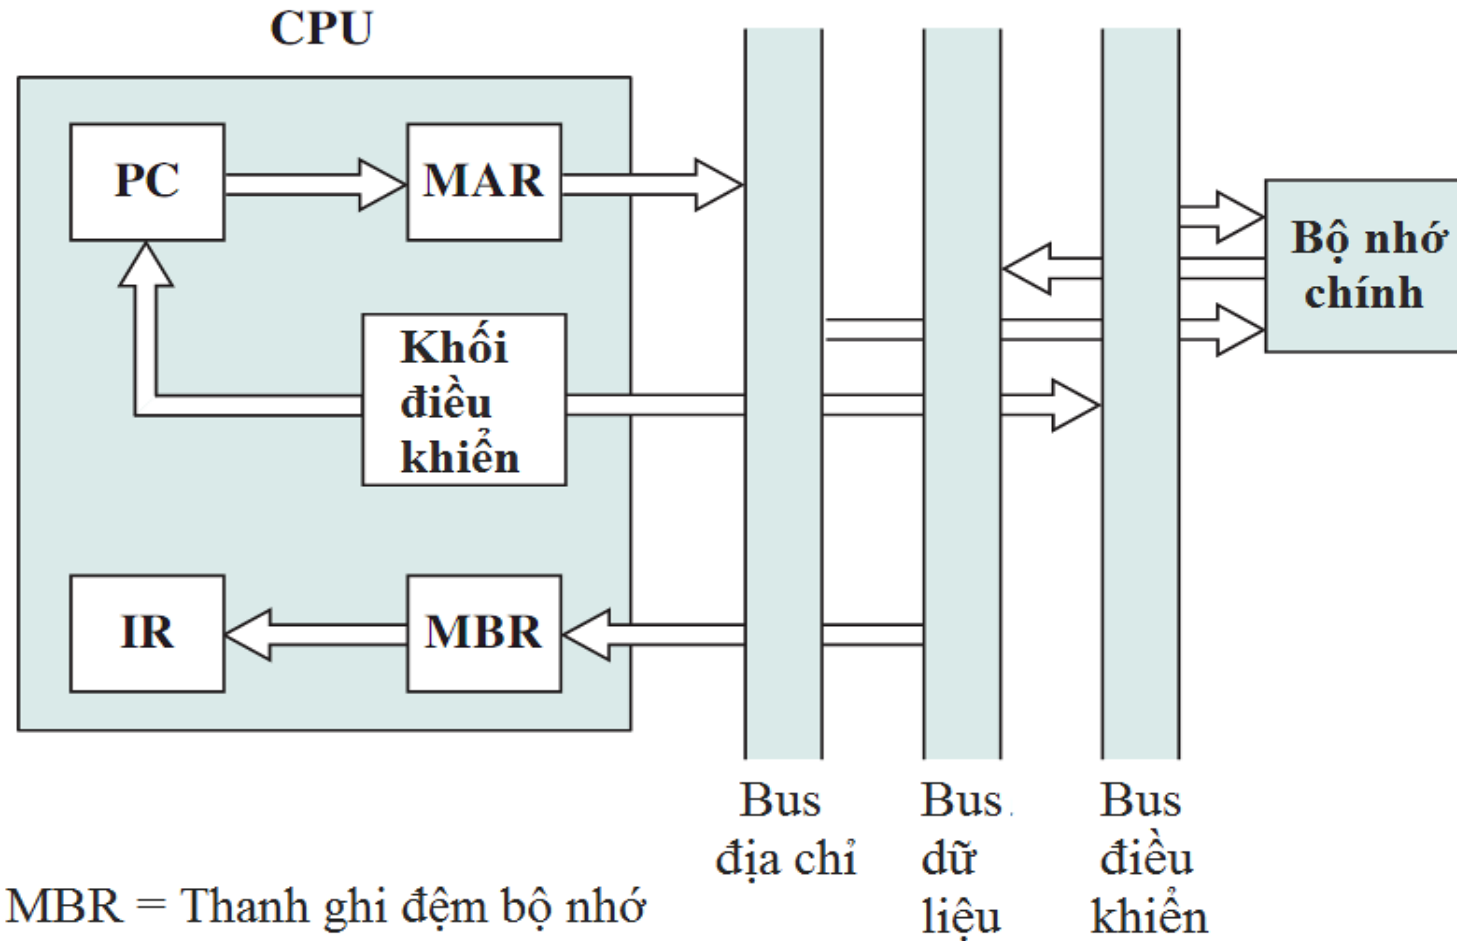 CPU
PC
MAR
Bộ nhớ
chính
Khối
điều
khiển
IR
MBR
Bus
địa chỉ
Bus
dữ
liệu
Bus
điều
khiển
MBR = Thanh ghi đệm bộ nhớ